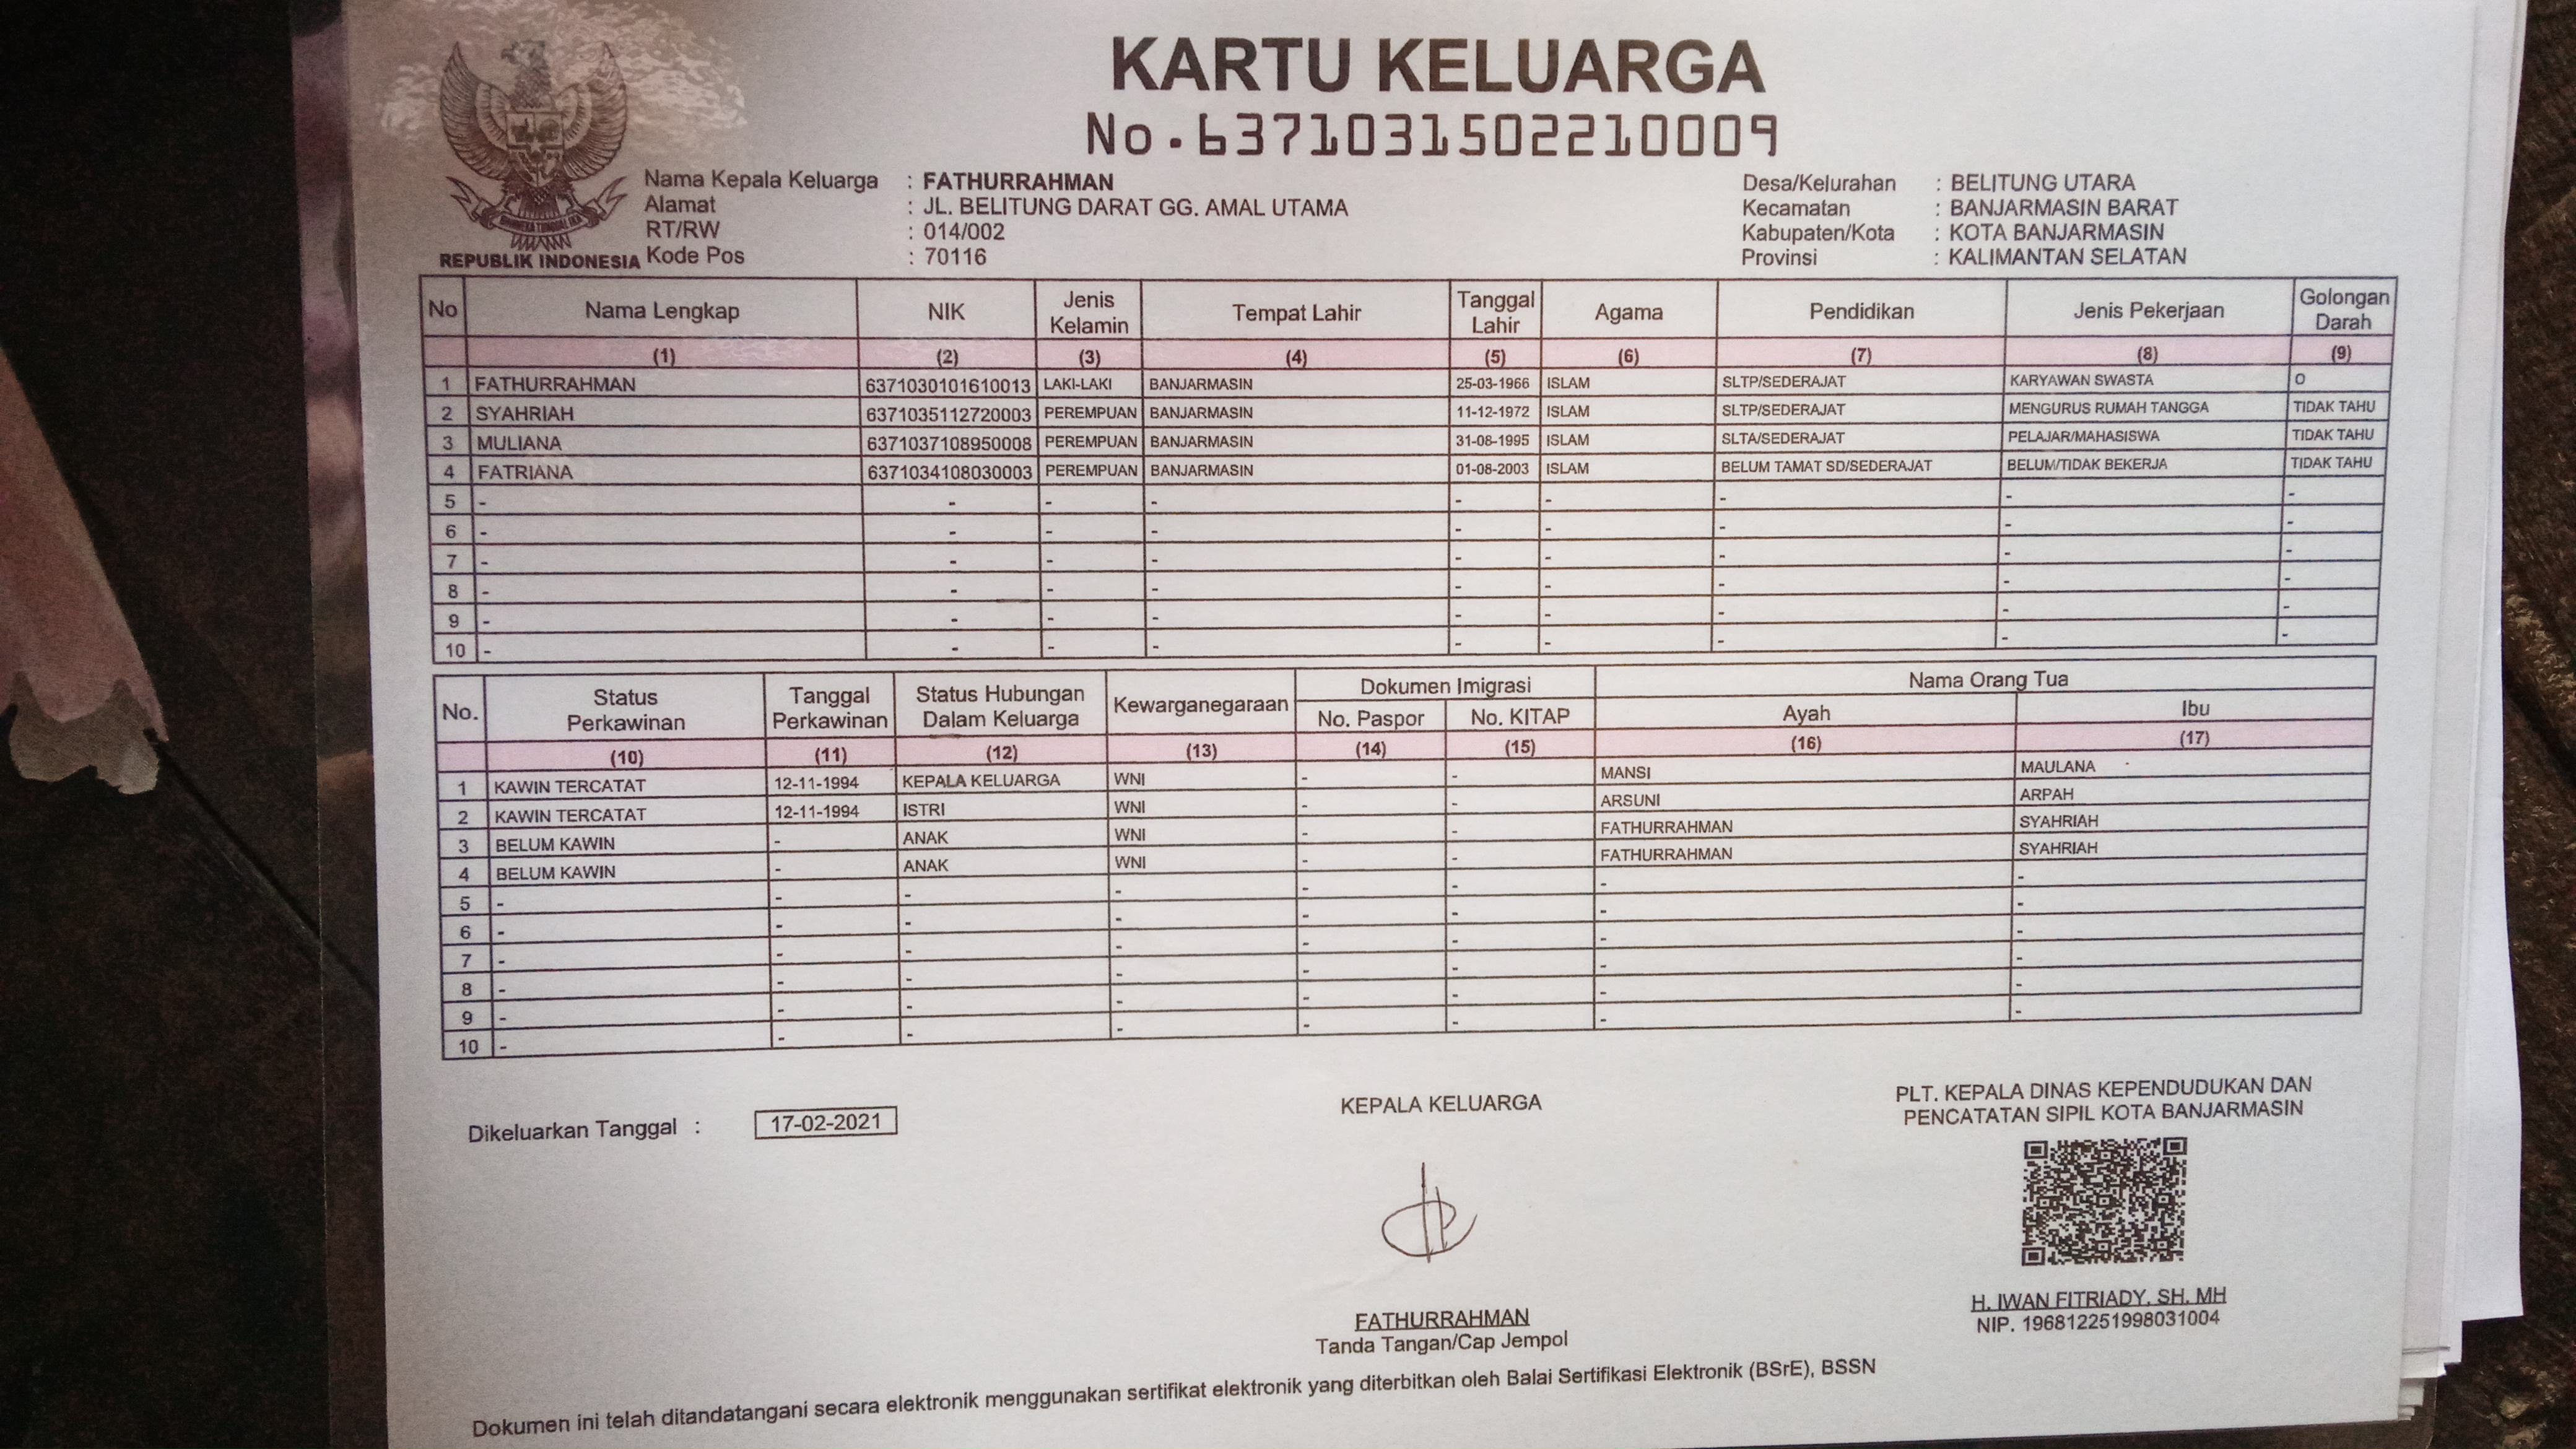 KARTU KELUARGA
No.6371031502210009
BHINNEKA TUNGGAL IKA
REPUBLIK INDONESIA
Nama Kepala Keluarga : FATHURRAHMAN
Alamat : JL. BELITUNG DARAT GG. AMAL UTAMA
RT/RW : 014/002
Kode Pos : 70116
Desa/Kelurahan : BELITUNG UTARA
Kecamatan : BANJARMASIN BARAT
Kabupaten/Kota : KOTA BANJARMASIN
Provinsi : KALIMANTAN SELATAN
No Nama Lengkap NIK Jenis Kelamin Tempat Lahir Tanggal Lahir Agama Pendidikan Jenis Pekerjaan Golongan Darah
(1) (2) (3) (4) (5) (6) (7) (8) (9)
1 FATHURRAHMAN 6371030101610013 LAKI-LAKI BANJARMASIN 25-03-1966 ISLAM SLTP/SEDERAJAT KARYAWAN SWASTA O
2 SYAHRIAH 6371035112720003 PEREMPUAN BANJARMASIN 11-12-1972 ISLAM SLTP/SEDERAJAT MENGURUS RUMAH TANGGA TIDAK TAHU
3 MULIANA 6371037108950008 PEREMPUAN BANJARMASIN 31-08-1995 ISLAM SLTA/SEDERAJAT PELAJAR/MAHASISWA TIDAK TAHU
4 FATRIANA 6371034108030003 PEREMPUAN BANJARMASIN 01-08-2003 ISLAM BELUM TAMAT SD/SEDERAJAT BELUM/TIDAK BEKERJA TIDAK TAHU
5 - - - - - - - - -
6 - - - - - - - - -
7 - - - - - - - - -
8 - - - - - - - - -
9 - - - - - - - - -
10 - - - - - - - - -
No. Status Perkawinan Tanggal Perkawinan Status Hubungan Dalam Keluarga Kewarganegaraan Dokumen Imigrasi Nama Orang Tua
No. Paspor No. KITAP Ayah Ibu
(10) (11) (12) (13) (14) (15) (16) (17)
1 KAWIN TERCATAT 12-11-1994 KEPALA KELUARGA WNI - - MANSI MAULANA
2 KAWIN TERCATAT 12-11-1994 ISTRI WNI - - ARSUNI ARPAH
3 BELUM KAWIN - ANAK WNI - - FATHURRAHMAN SYAHRIAH
4 BELUM KAWIN - ANAK WNI - - FATHURRAHMAN SYAHRIAH
5 - - - - - - - -
6 - - - - - - - -
7 - - - - - - - -
8 - - - - - - - -
9 - - - - - - - -
10 - - - - - - - -
Dikeluarkan Tanggal : 17-02-2021
KEPALA KELUARGA
FATHURRAHMAN
Tanda Tangan/Cap Jempol
PLT. KEPALA DINAS KEPENDUDUKAN DAN
PENCATATAN SIPIL KOTA BANJARMASIN
H. IWAN FITRIADY, SH, MH
NIP. 196812251998031004
Dokumen ini telah ditandatangani secara elektronik menggunakan sertifikat elektronik yang diterbitkan oleh Balai Sertifikasi Elektronik (BSrE), BSSN